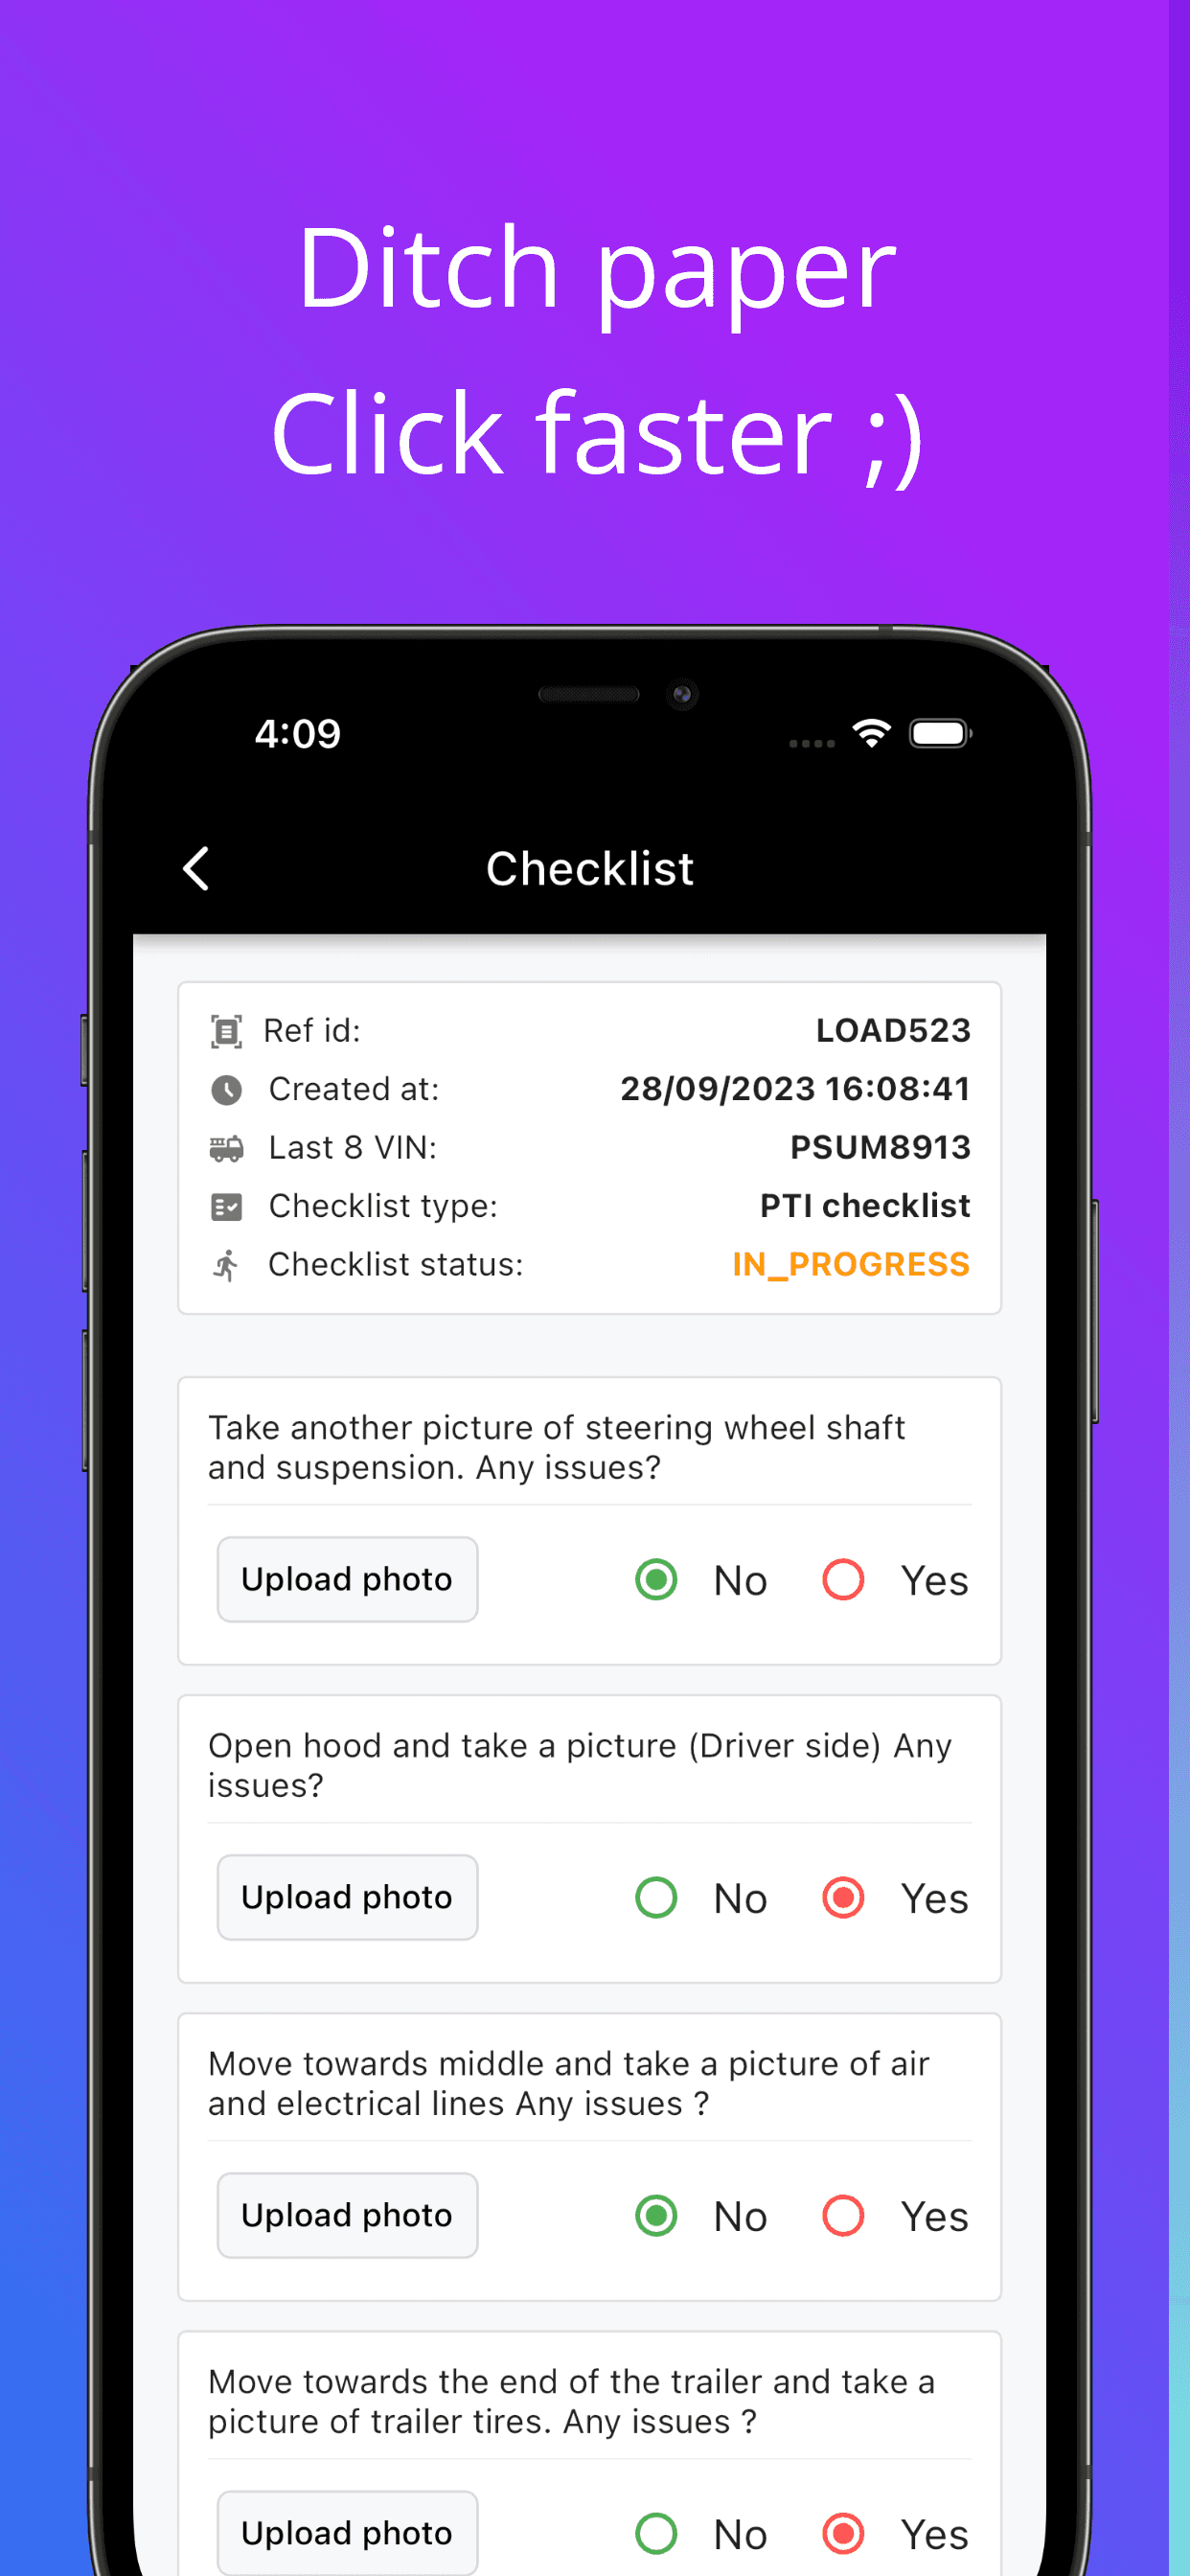 Ditch paper
Click faster ;)
4:09
Checklist
Ref id: LOAD523
Created at: 28/09/2023 16:08:41
Last 8 VIN: PSUM8913
Checklist type: PTI checklist
Checklist status: IN_PROGRESS
Take another picture of steering wheel shaft
and suspension. Any issues?
Upload photo No Yes
Open hood and take a picture (Driver side) Any
issues?
Upload photo No Yes
Move towards middle and take a picture of air
and electrical lines Any issues ?
Upload photo No Yes
Move towards the end of the trailer and take a
picture of trailer tires. Any issues ?
Upload photo No Yes